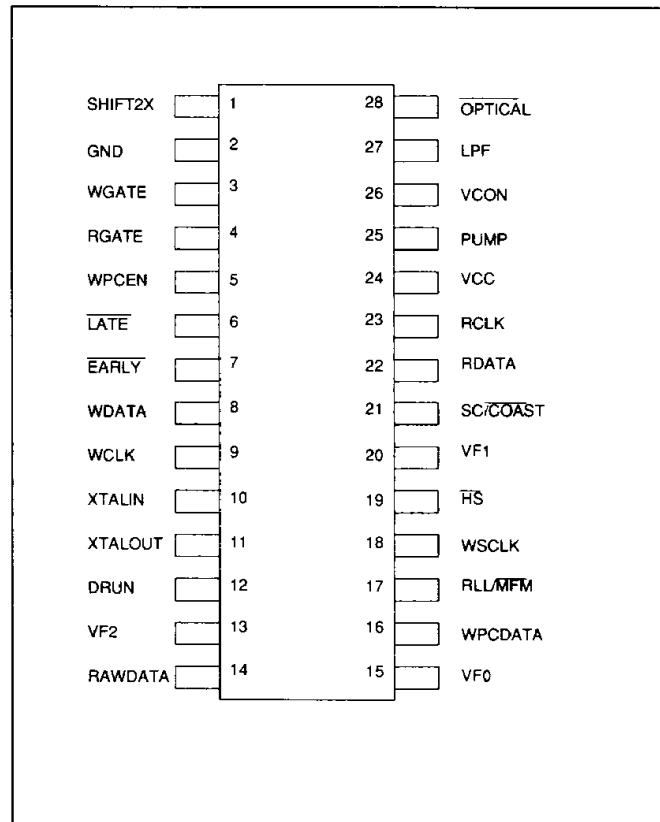 SHIFT2X 1 28 OPTICAL
GND 2 27 LPF
WGATE 3 26 VCON
RGATE 4 25 PUMP
WPCEN 5 24 VCC
LATE 6 23 RCLK
EARLY 7 22 RDATA
WDATA 8 21 SC/COAST
WCLK 9 20 VF1
XTALIN 10 19 HS
XTALOUT 11 18 WSCLK
DRUN 12 17 RLL/MFM
VF2 13 16 WPCDATA
RAWDATA 14 15 VF0